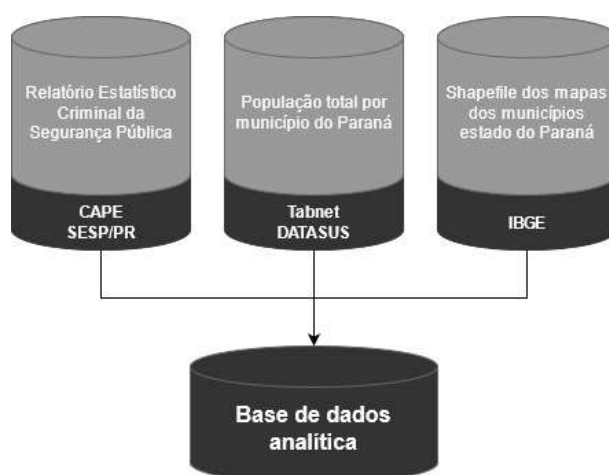 Relatório Estatístico
Criminal da
Segurança Pública
CAPE
SESP/PR
População total por
município do Paraná
Tabnet
DATASUS
Shapefile dos mapas
dos municípios
estado do Paraná
IBGE
Base de dados
analítica